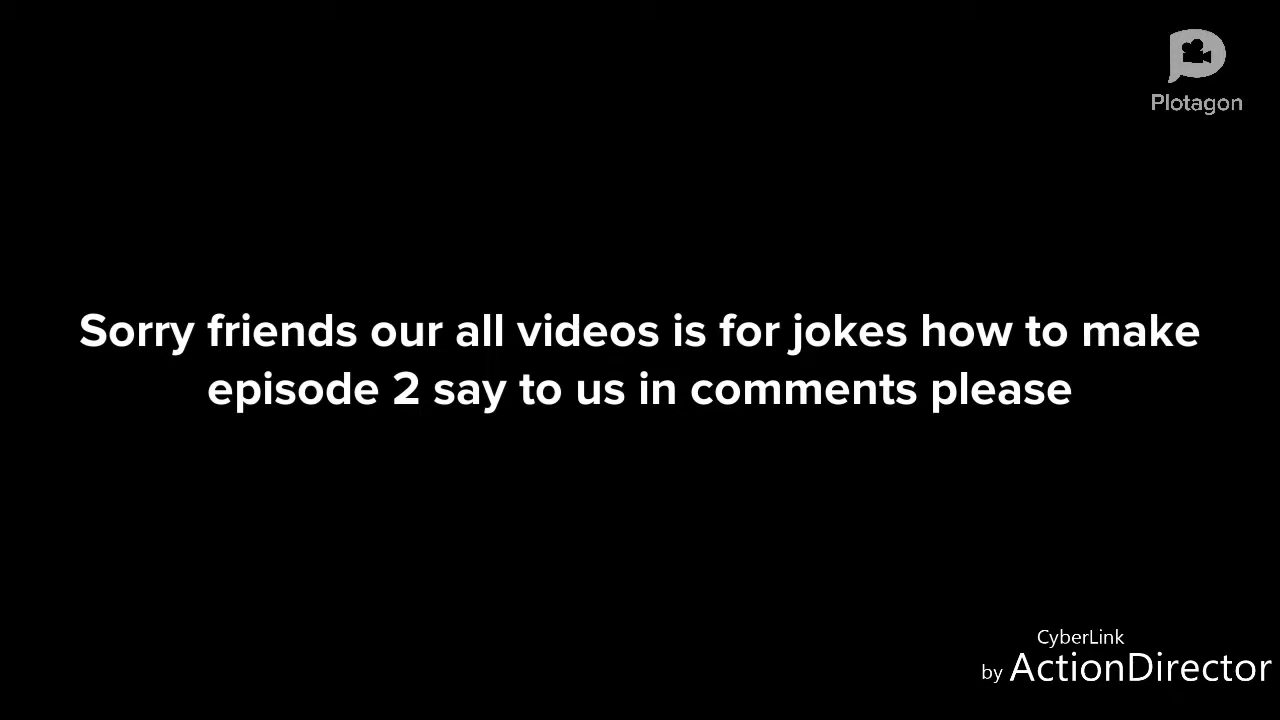 Plotagon
Sorry friends our all videos is for jokes how to make
episode 2 say to us in comments please
CyberLink
by ActionDirector